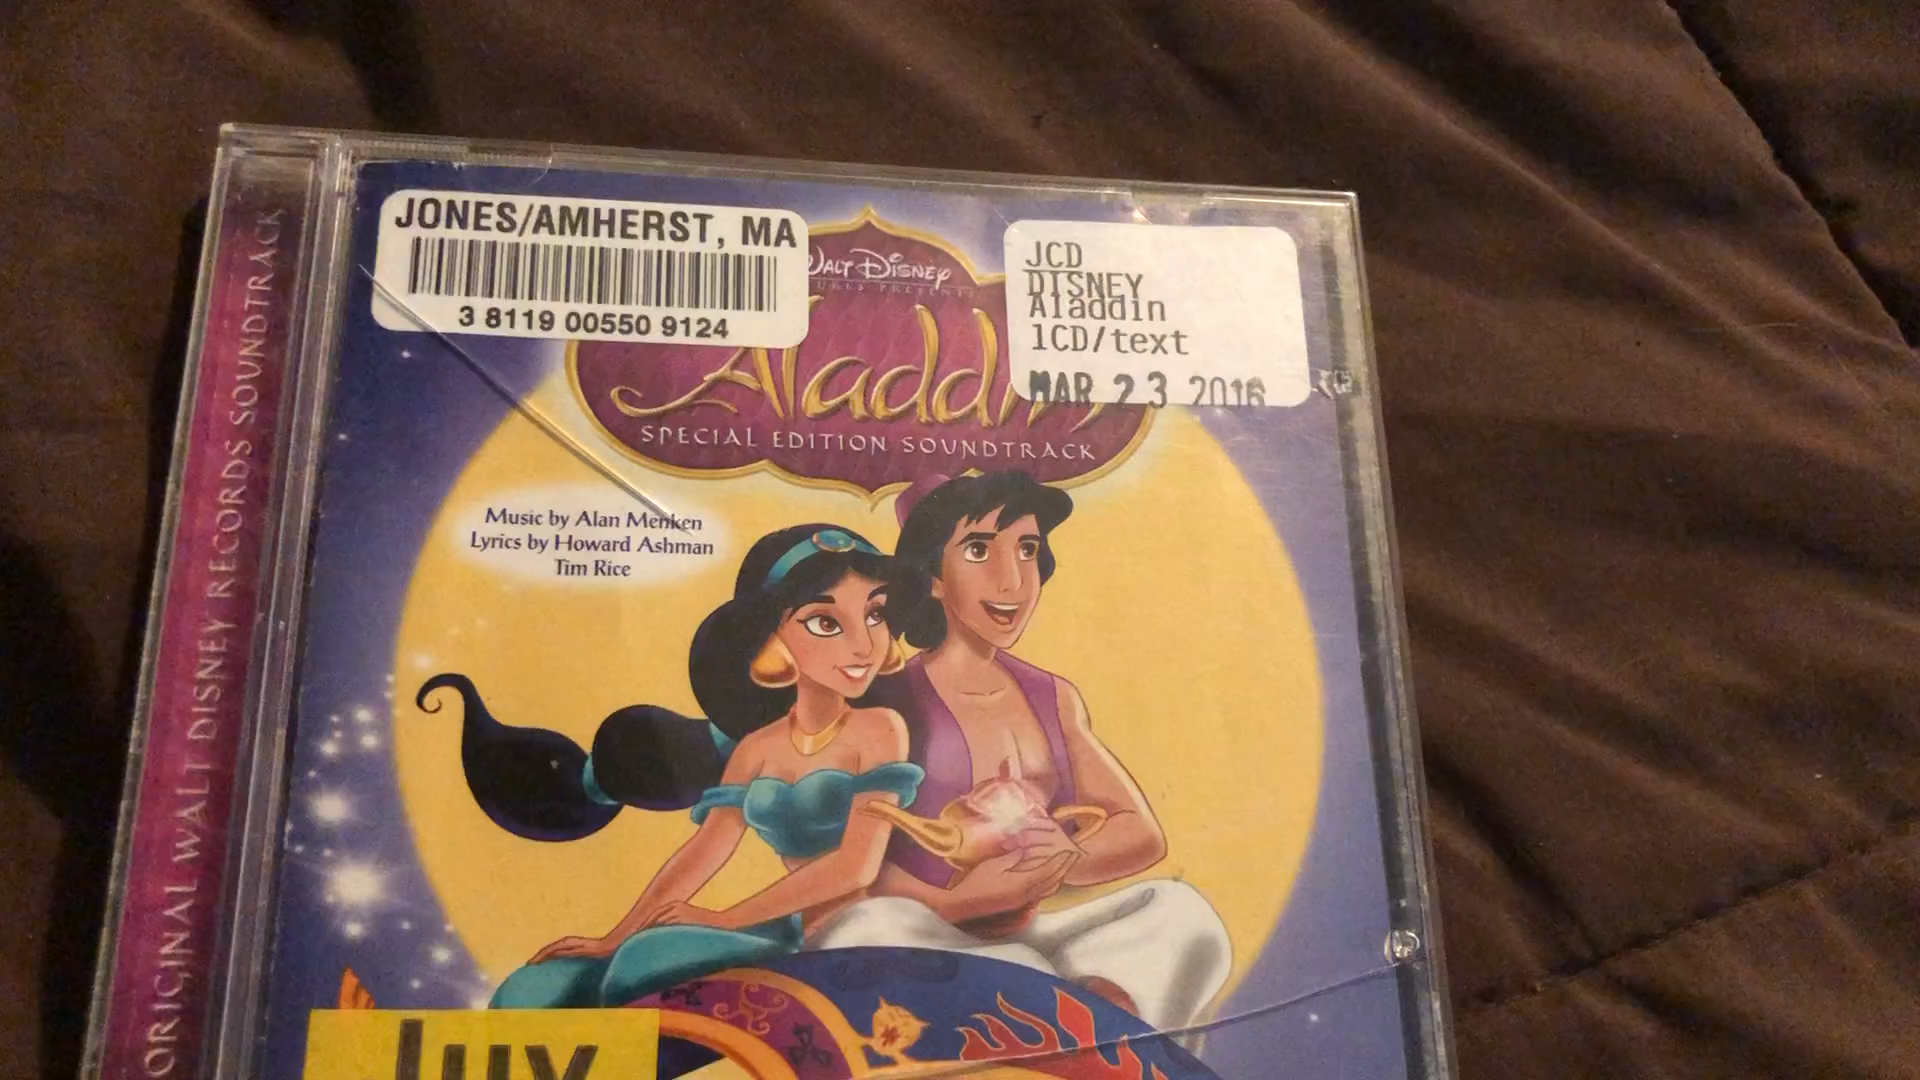 JONES/AMHERST, MA
3 8119 00550 9124
JCD
DISNEY
Aladdin
1CD/text
MAR 23 2016
WALT DISNEY
PRESENTS
Aladdin
SPECIAL EDITION SOUNDTRACK
Music by Alan Menken
Lyrics by Howard Ashman
Tim Rice
ORIGINAL WALT DISNEY RECORDS SOUNDTRACK